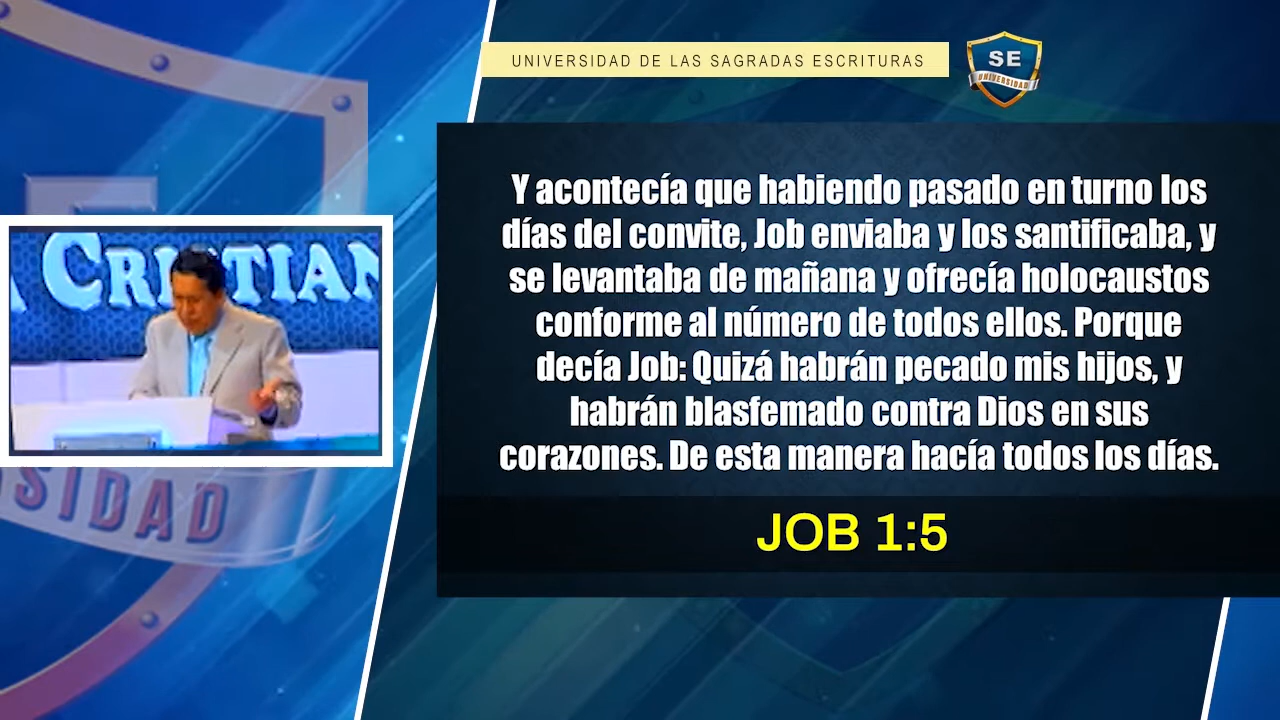 UNIVERSIDAD DE LAS SAGRADAS ESCRITURAS
SE
UNIVERSIDAD
Y acontecía que habiendo pasado en turno los
días del convite, Job enviaba y los santificaba, y
se levantaba de mañana y ofrecía holocaustos
conforme al número de todos ellos. Porque
decía Job: Quizá habrán pecado mis hijos, y
habrán blasfemado contra Dios en sus
corazones. De esta manera hacía todos los días.
JOB 1:5
CRISTIAN
SIDAD